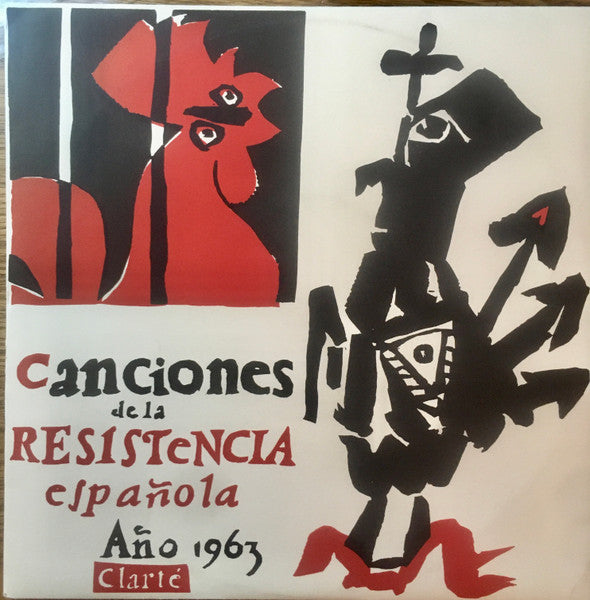 Canciones
de la
RESISTeNCIA
española
Año 1963
Clarté